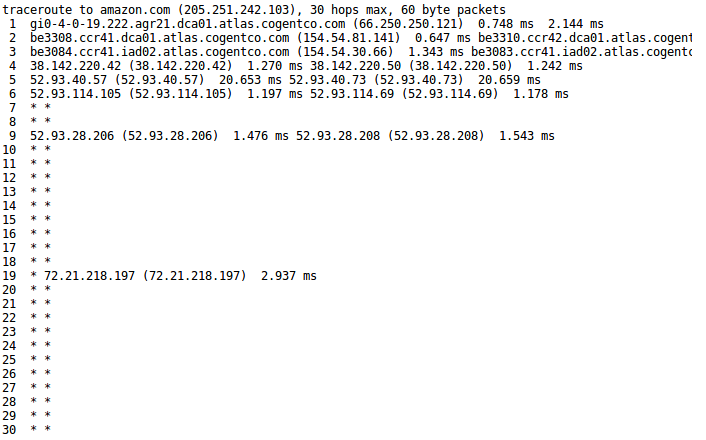 traceroute to amazon.com (205.251.242.103), 30 hops max, 60 byte packets
1 gi0-4-0-19.222.agr21.dca01.atlas.cogentco.com (66.250.250.121) 0.748 ms 2.144 ms
2 be3308.ccr41.dca01.atlas.cogentco.com (154.54.81.141) 0.647 ms be3310.ccr42.dca01.atlas.cogent
3 be3084.ccr41.iad02.atlas.cogentco.com (154.54.30.66) 1.343 ms be3083.ccr41.iad02.atlas.cogentc
4 38.142.220.42 (38.142.220.42) 1.270 ms 38.142.220.50 (38.142.220.50) 1.242 ms
5 52.93.40.57 (52.93.40.57) 20.653 ms 52.93.40.73 (52.93.40.73) 20.659 ms
6 52.93.114.105 (52.93.114.105) 1.197 ms 52.93.114.69 (52.93.114.69) 1.178 ms
7 * *
8 * *
9 52.93.28.206 (52.93.28.206) 1.476 ms 52.93.28.208 (52.93.28.208) 1.543 ms
10 * *
11 * *
12 * *
13 * *
14 * *
15 * *
16 * *
17 * *
18 * *
19 * 72.21.218.197 (72.21.218.197) 2.937 ms
20 * *
21 * *
22 * *
23 * *
24 * *
25 * *
26 * *
27 * *
28 * *
29 * *
30 * *